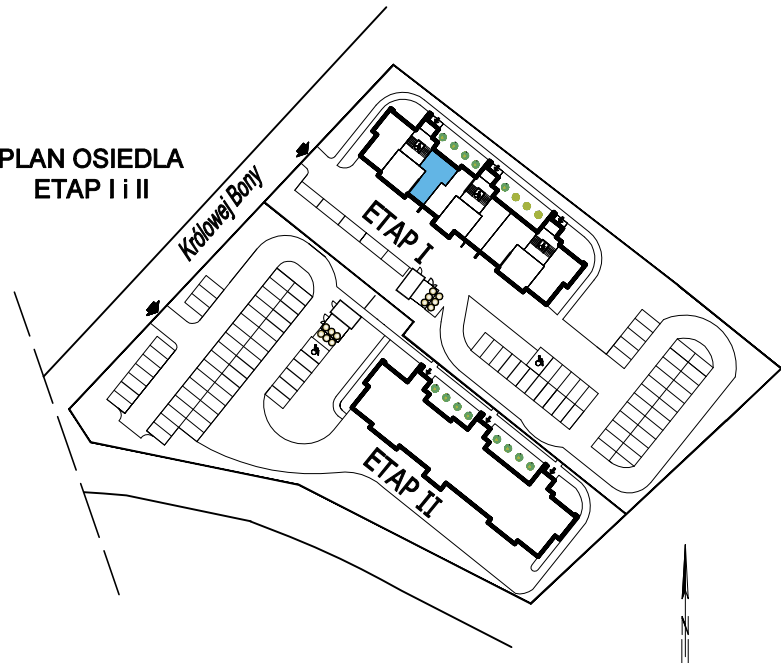 PLAN OSIEDLA
ETAP I i II
Królowej Bony
ETAP I
ETAP II
N